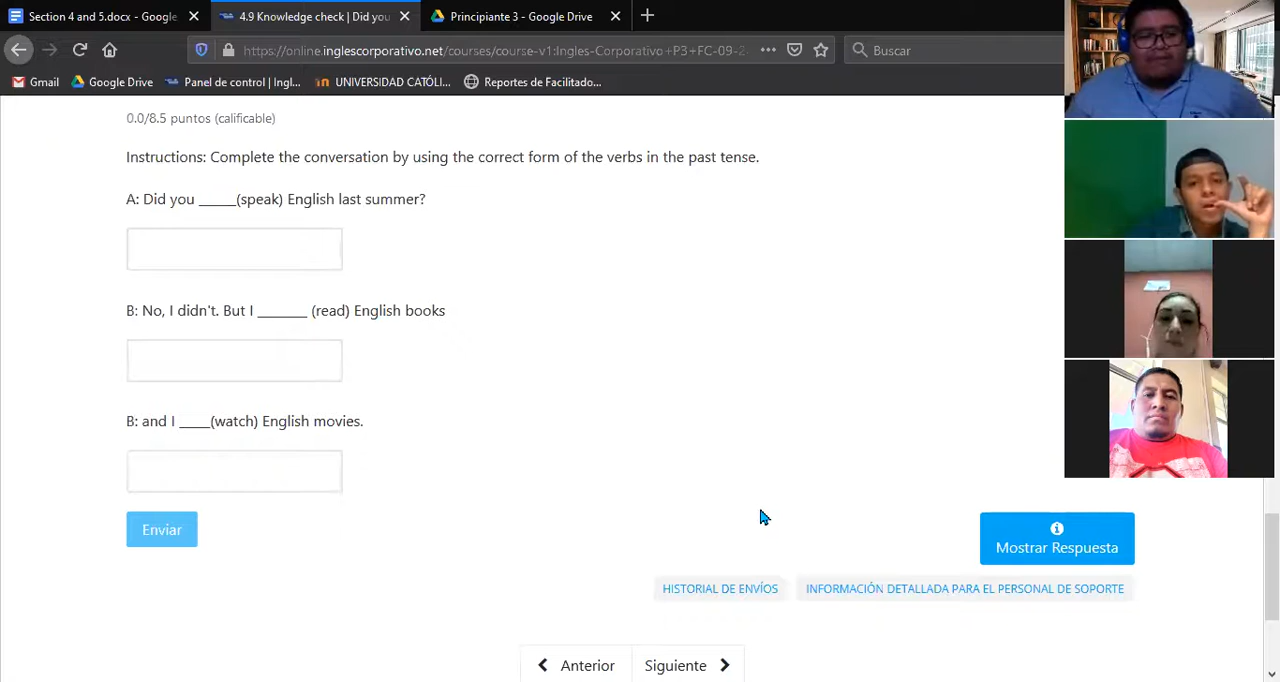 Section 4 and 5.docx - Google
4.9 Knowledge check | Did you
Principiante 3 - Google Drive
https://online.inglescorporativo.net/courses/course-v1:Ingles-Corporativo+P3+FC-09-2
Buscar
Gmail
Google Drive
Panel de control | Ingl...
UNIVERSIDAD CATÓLI...
Reportes de Facilitado...
0.0/8.5 puntos (calificable)
Instructions: Complete the conversation by using the correct form of the verbs in the past tense.
A: Did you _____(speak) English last summer?
B: No, I didn't. But I _______ (read) English books
B: and I ____(watch) English movies.
Enviar
Mostrar Respuesta
HISTORIAL DE ENVÍOS
INFORMACIÓN DETALLADA PARA EL PERSONAL DE SOPORTE
Anterior
Siguiente